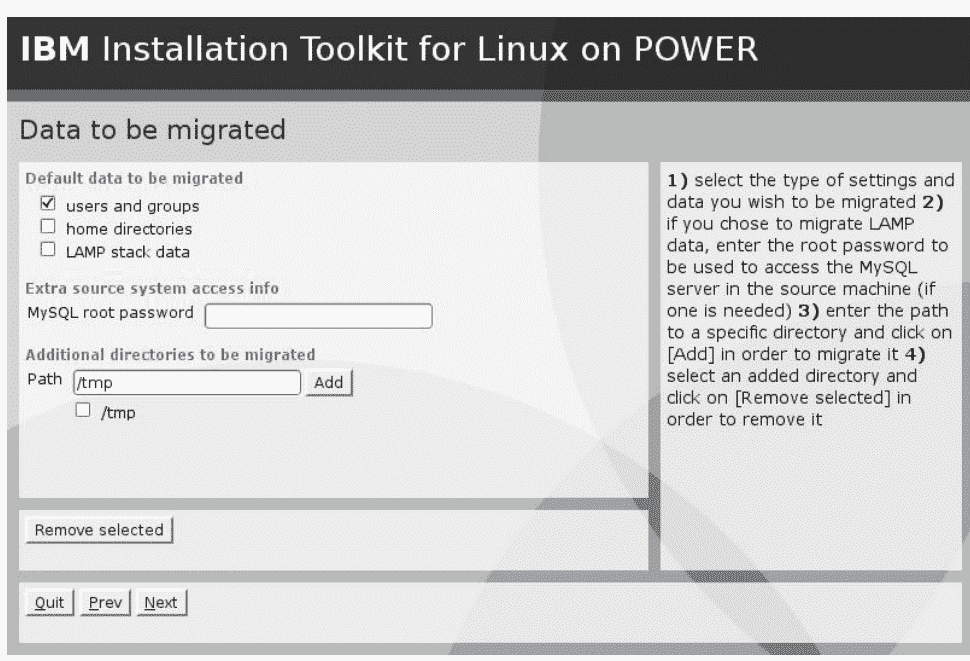 IBM Installation Toolkit for Linux on POWER
Data to be migrated
Default data to be migrated
users and groups
home directories
LAMP stack data
Extra source system access info
MySQL root password
Additional directories to be migrated
Path /tmp Add
/tmp
Remove selected
1) select the type of settings and
data you wish to be migrated 2)
if you chose to migrate LAMP
data, enter the root password to
be used to access the MySQL
server in the source machine (if
one is needed) 3) enter the path
to a specific directory and click on
[Add] in order to migrate it 4)
select an added directory and
click on [Remove selected] in
order to remove it
Quit Prev Next